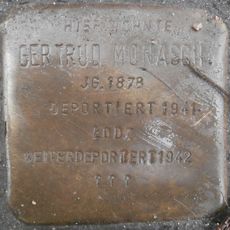 HIER WOHNTE
GERTRUD MONASCH
JG. 1878
DEPORTIERT 1941
LODZ
WEITERDEPORTIERT 1942
???